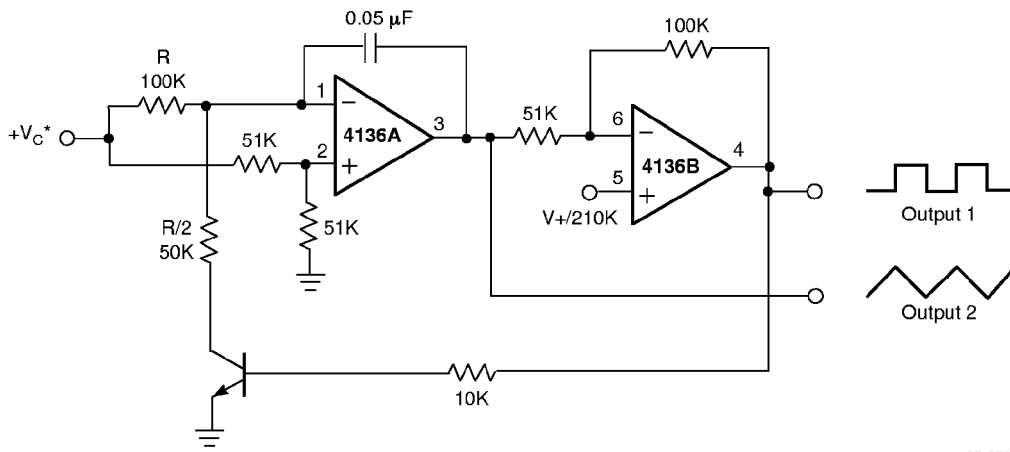 0.05 µF
100K
R
100K
1
−
3
4136A
51K
6
−
4
4136B
+V_C*
51K
2
+
5
+
V+/210K
Output 1
R/2
50K
51K
Output 2
10K